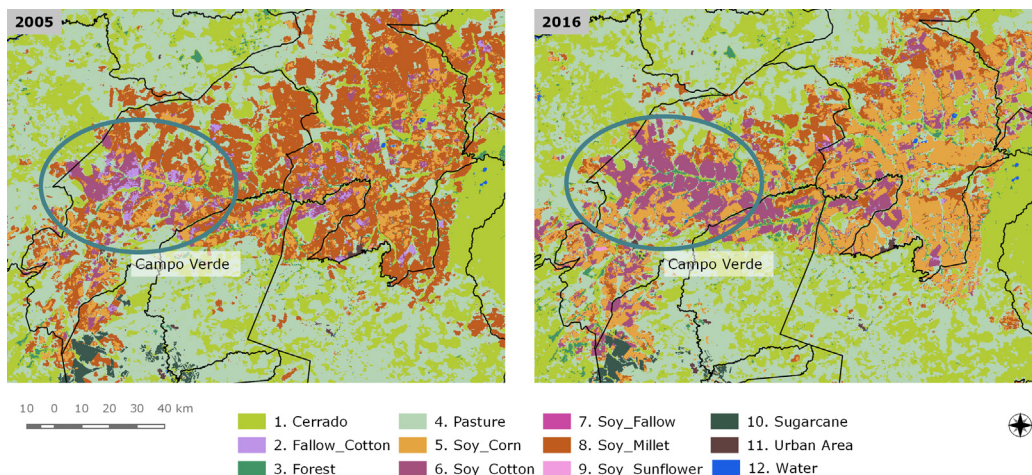 2005
2016
Campo Verde
Campo Verde
10 0 10 20 30 40 km
1. Cerrado
4. Pasture
7. Soy_Fallow
10. Sugarcane
2. Fallow_Cotton
5. Soy_Corn
8. Soy_Millet
11. Urban Area
3. Forest
6. Soy_Cotton
9. Soy_Sunflower
12. Water